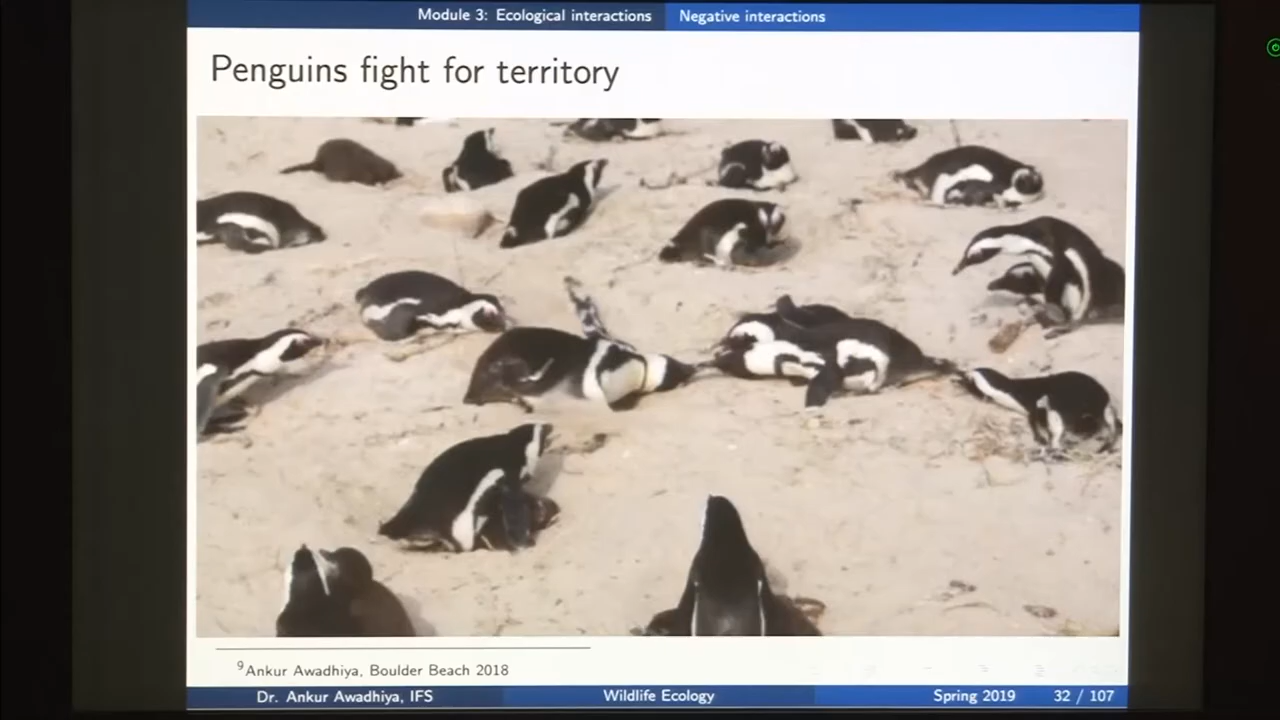 Module 3: Ecological interactions Negative interactions
Penguins fight for territory
9Ankur Awadhiya, Boulder Beach 2018
Dr. Ankur Awadhiya, IFS Wildlife Ecology Spring 2019 32 / 107